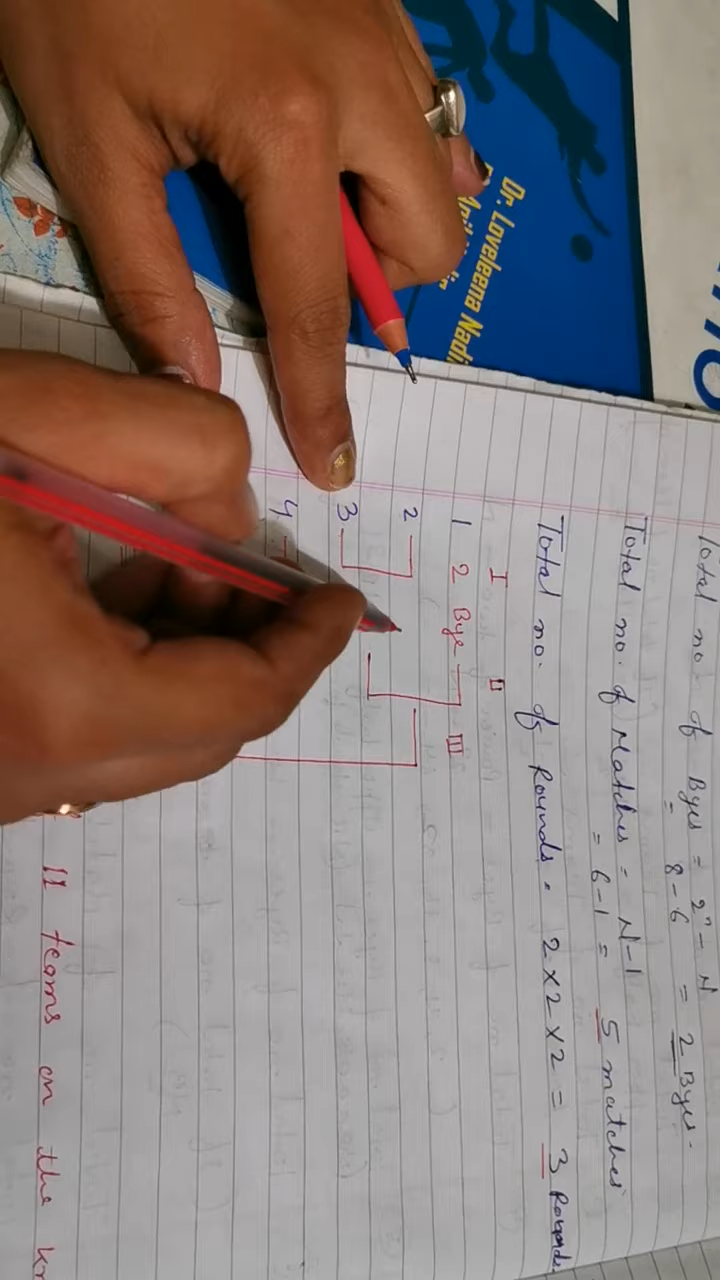 Dr. Loveleena Nadi
Total no. of Byes = 2ⁿ - N
= 8 - 6 = 2 Byes.
Total no. of Matches = N-1
= 6-1 = 5 matches
Total no. of Rounds = 2×2×2 = 3 Rounds.
I II III
1 2 Bye
2
3
4
11 teams on the